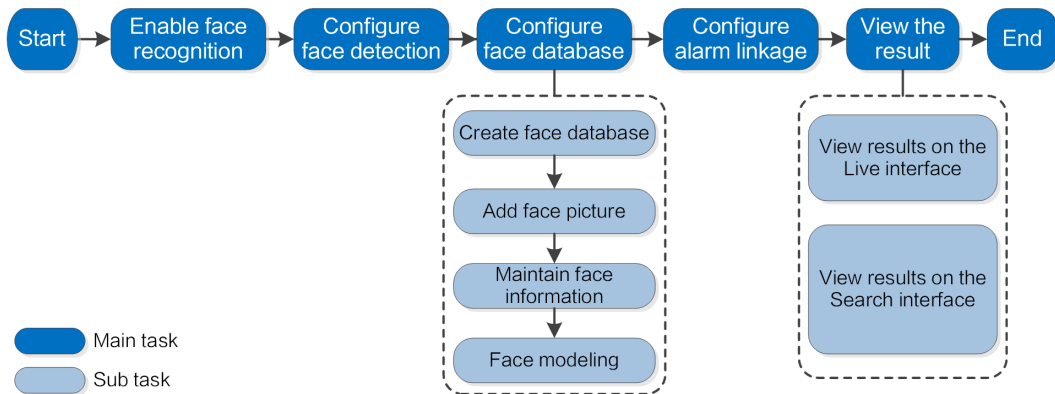 Start
Enable face
recognition
Configure
face detection
Configure
face database
Configure
alarm linkage
View the
result
End
Create face database
Add face picture
Maintain face
information
Face modeling
View results on the
Live interface
View results on the
Search interface
Main task
Sub task